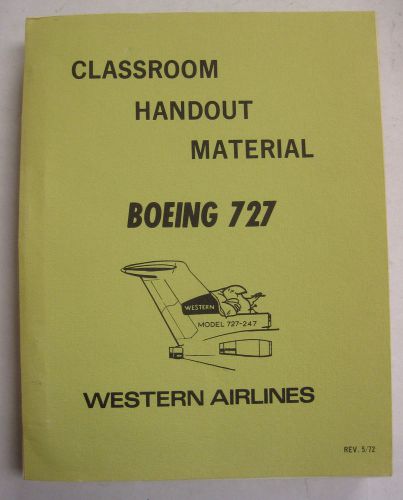 CLASSROOM
HANDOUT
MATERIAL
BOEING 727
WESTERN
MODEL 727-247
WESTERN AIRLINES
REV. 5/72